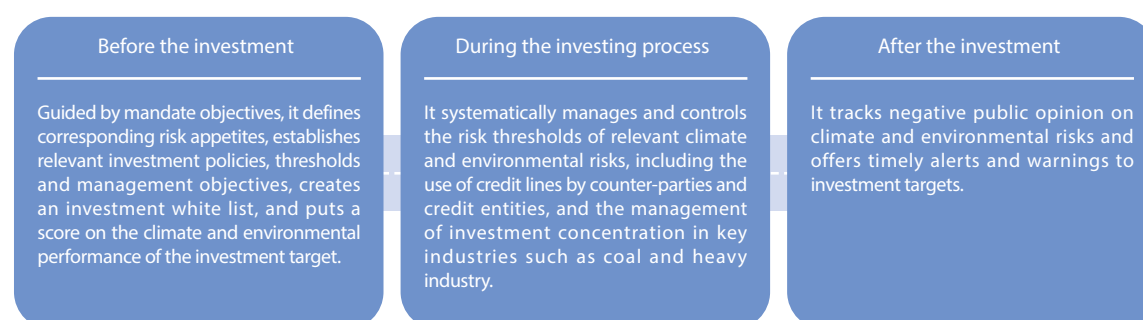 Before the investment
Guided by mandate objectives, it defines
corresponding risk appetites, establishes
relevant investment policies, thresholds
and management objectives, creates
an investment white list, and puts a
score on the climate and environmental
performance of the investment target.
During the investing process
It systematically manages and controls
the risk thresholds of relevant climate
and environmental risks, including the
use of credit lines by counter-parties and
credit entities, and the management
of investment concentration in key
industries such as coal and heavy
industry.
After the investment
It tracks negative public opinion on
climate and environmental risks and
offers timely alerts and warnings to
investment targets.